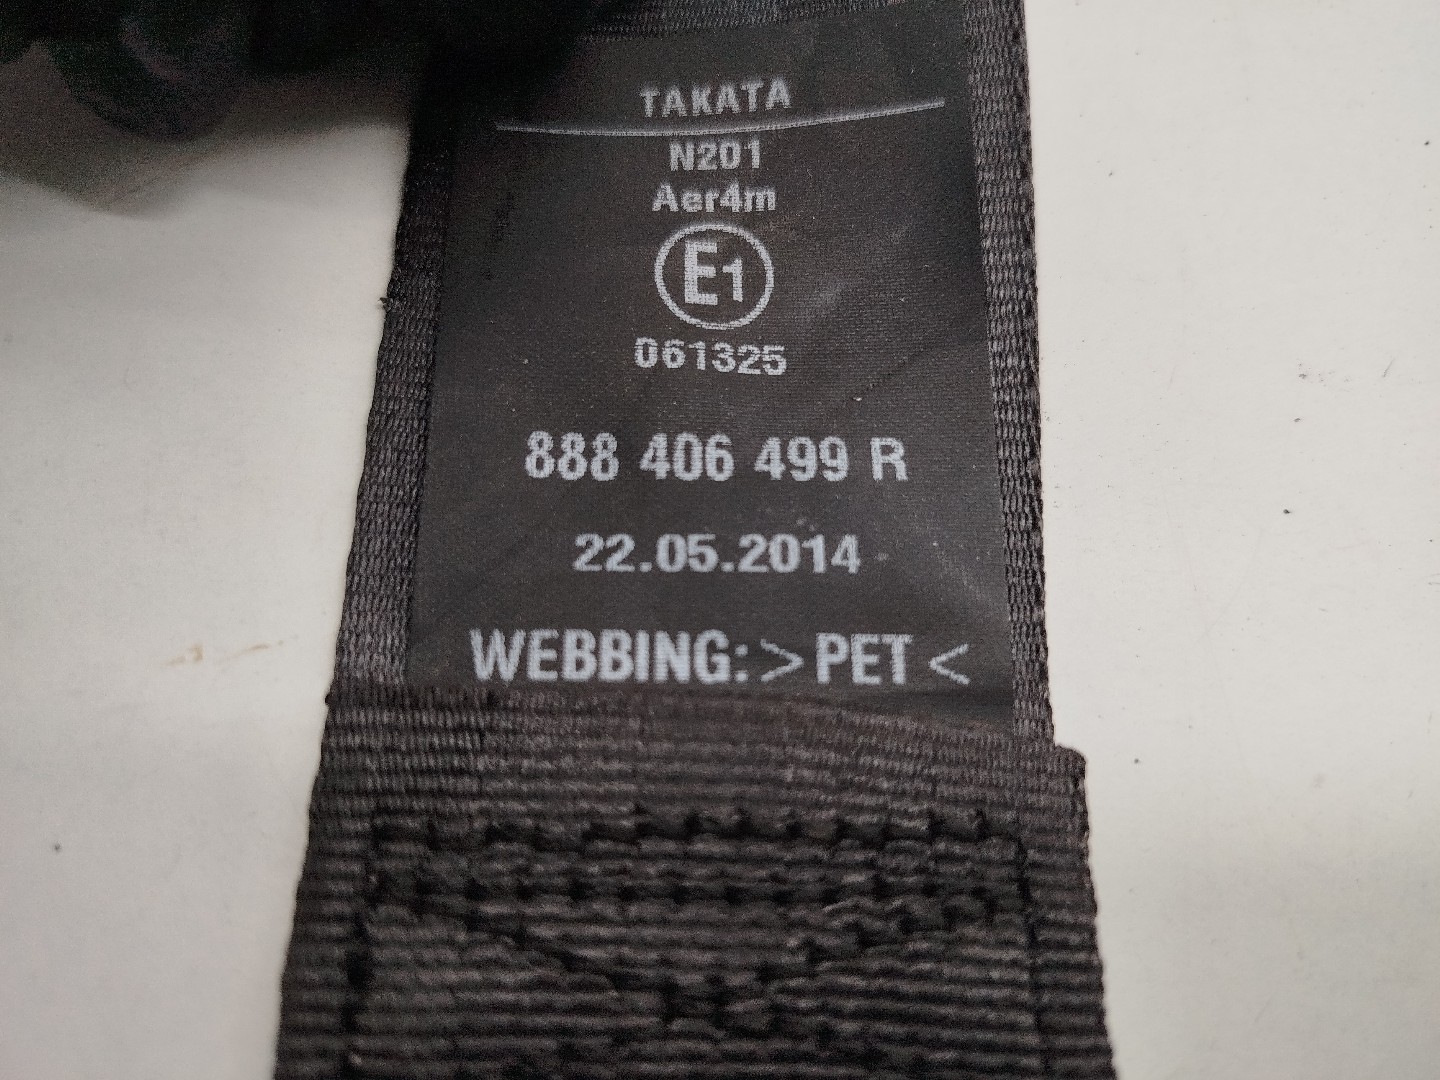 TAKATA
N201
Aer4m
E1
061325
888 406 499 R
22.05.2014
WEBBING: >PET<